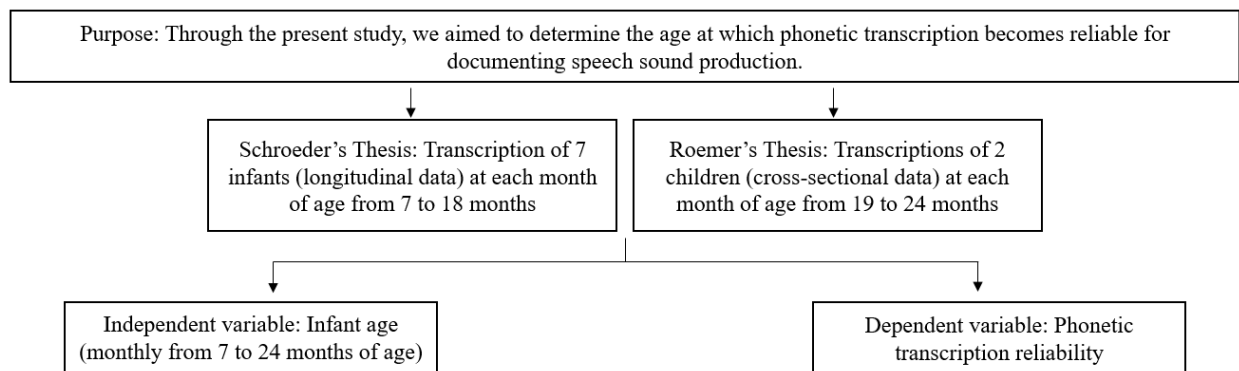 Purpose: Through the present study, we aimed to determine the age at which phonetic transcription becomes reliable for
documenting speech sound production.
Schroeder’s Thesis: Transcription of 7
infants (longitudinal data) at each month
of age from 7 to 18 months
Roemer’s Thesis: Transcriptions of 2
children (cross-sectional data) at each
month of age from 19 to 24 months
Independent variable: Infant age
(monthly from 7 to 24 months of age)
Dependent variable: Phonetic
transcription reliability